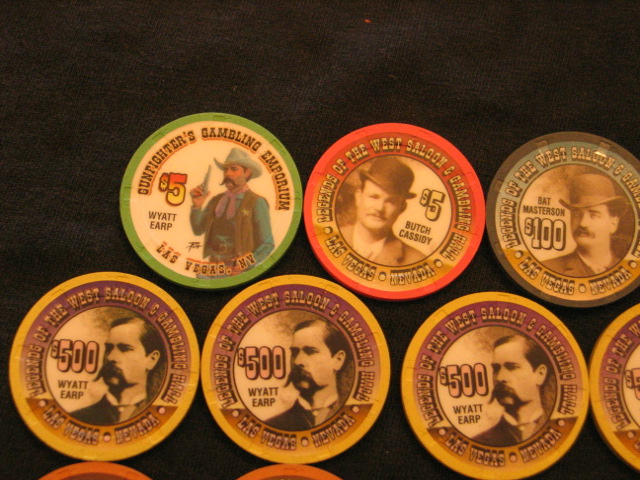 GUNFIGHTER'S GAMBLING EMPORIUM
$5
WYATT
EARP
LAS VEGAS, NV
LEGENDS OF THE WEST SALOON & GAMBLING HALL
$5
BUTCH
CASSIDY
LAS VEGAS • NEVADA
LEGENDS OF THE WEST SALOON & GAMBLING HALL
BAT
MASTERSON
$100
LAS VEGAS • NEVADA
LEGENDS OF THE WEST SALOON & GAMBLING HALL
$500
WYATT
EARP
LAS VEGAS • NEVADA
LEGENDS OF THE WEST SALOON & GAMBLING HALL
$500
WYATT
EARP
LAS VEGAS • NEVADA
LEGENDS OF THE WEST SALOON & GAMBLING HALL
$500
WYATT
EARP
LAS VEGAS • NEVADA
LEGENDS OF THE